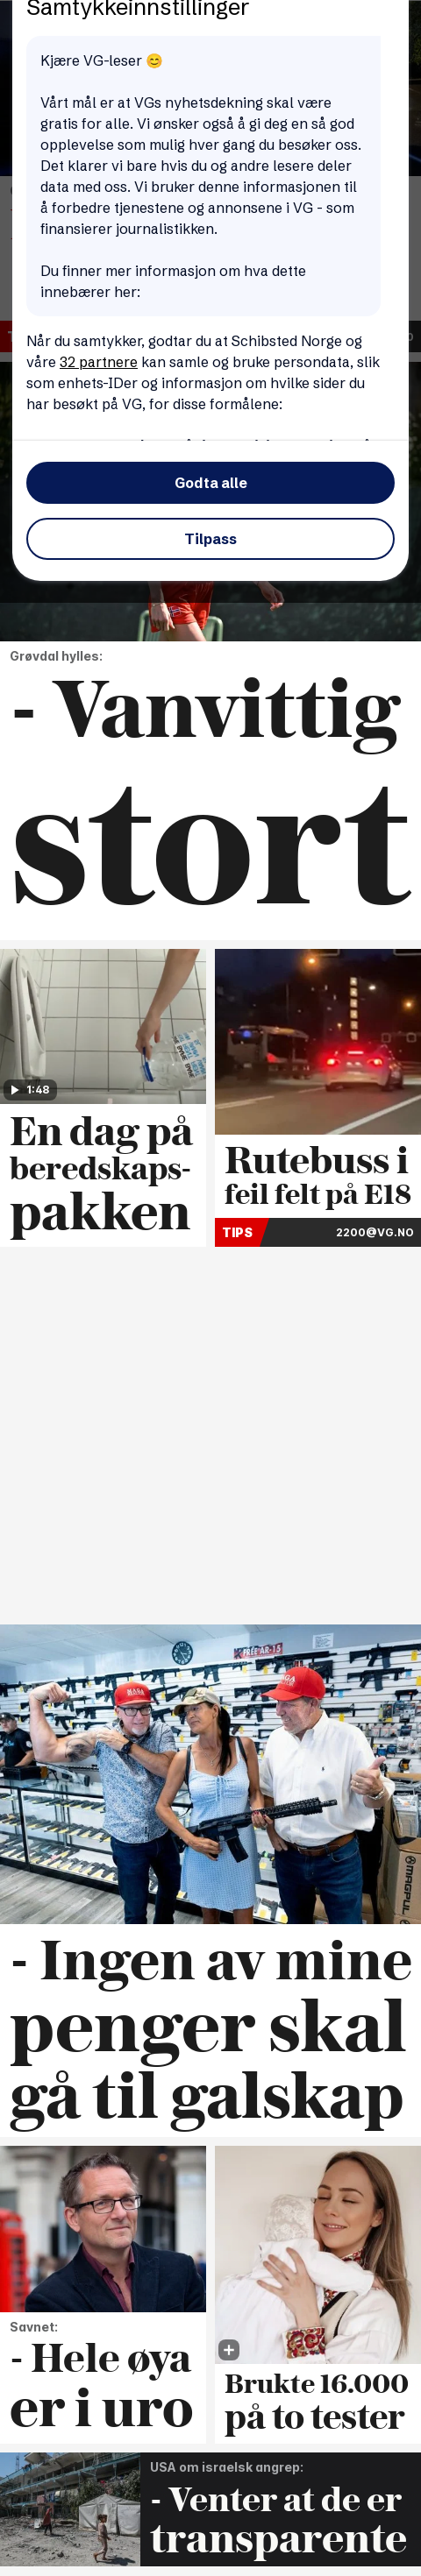 Samtykkeinnstillinger
Kjære VG-leser 😊
Vårt mål er at VGs nyhetsdekning skal være
gratis for alle. Vi ønsker også å gi deg en så god
opplevelse som mulig hver gang du besøker oss.
Det klarer vi bare hvis du og andre lesere deler
data med oss. Vi bruker denne informasjonen til
å forbedre tjenestene og annonsene i VG - som
finansierer journalistikken.
Du finner mer informasjon om hva dette
innebærer her:
Når du samtykker, godtar du at Schibsted Norge og
våre 32 partnere kan samle og bruke persondata, slik
som enhets-IDer og informasjon om hvilke sider du
har besøkt på VG, for disse formålene:
Godta alle
Tilpass
Grøvdal hylles:
- Vanvittig
stort
1:48
En dag på
beredskaps-
pakken
Rutebuss i
feil felt på E18
TIPS 2200@VG.NO
FREE AR-15
MAGPUL
- Ingen av mine
penger skal
gå til galskap
Savnet:
- Hele øya
er i uro
Brukte 16.000
på to tester
USA om israelsk angrep:
- Venter at de er
transparente